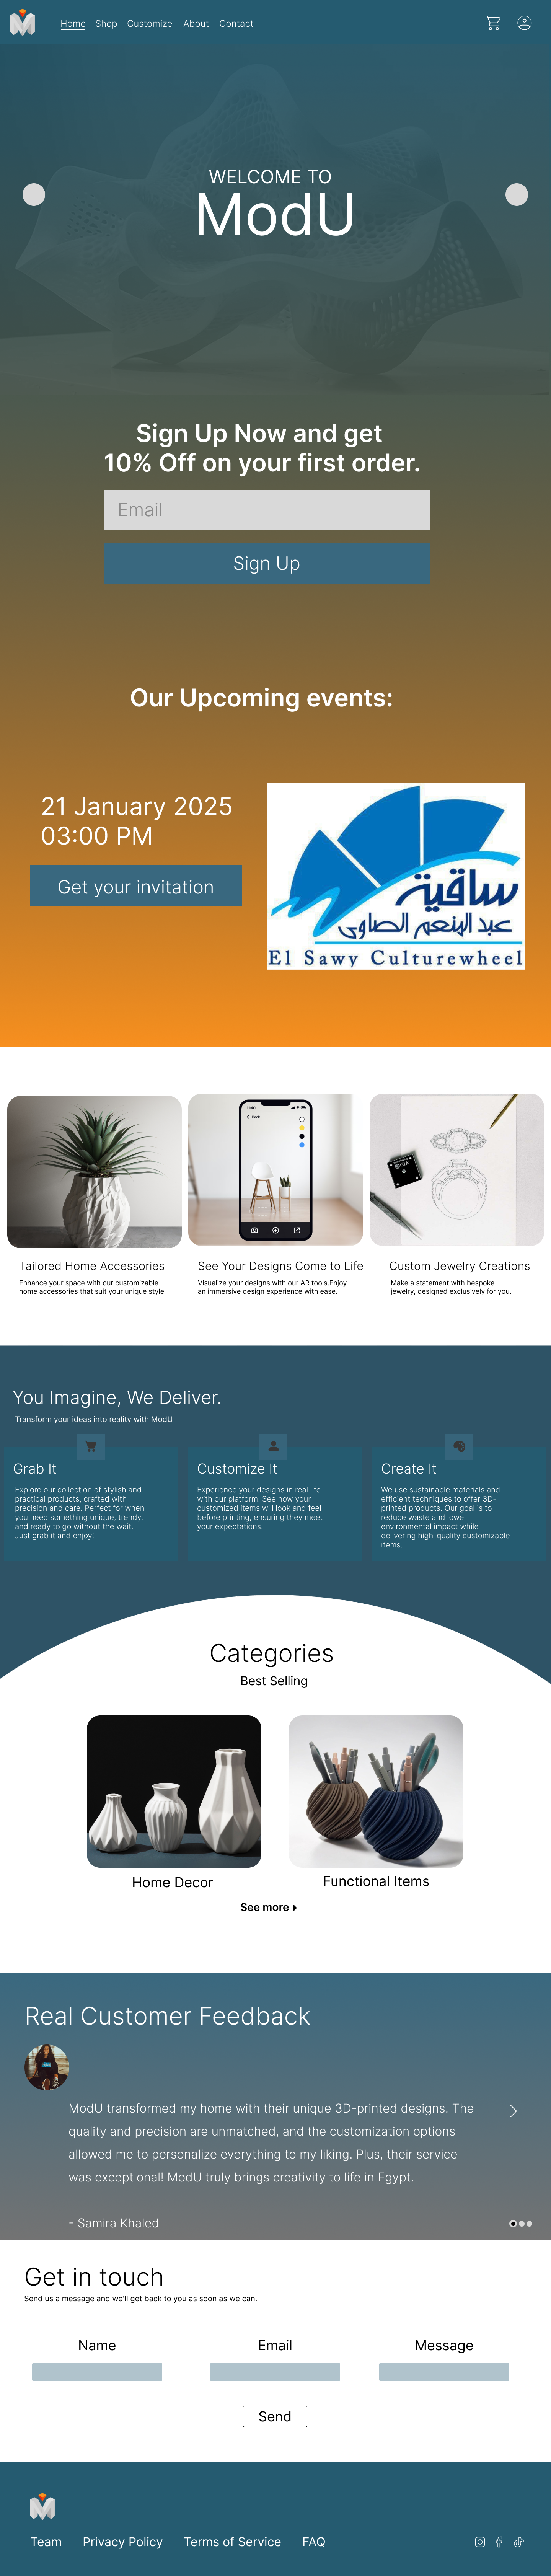 Home Shop Customize About Contact
WELCOME TO
ModU
Sign Up Now and get
10% Off on your first order.
Email
Sign Up
Our Upcoming events:
21 January 2025
03:00 PM
Get your invitation
ساقية
عبد المنعم الصاوى
El Sawy Culturewheel
11:40
Back
GIA
Tailored Home Accessories
Enhance your space with our customizable
home accessories that suit your unique style
See Your Designs Come to Life
Visualize your designs with our AR tools.Enjoy
an immersive design experience with ease.
Custom Jewelry Creations
Make a statement with bespoke
jewelry, designed exclusively for you.
You Imagine, We Deliver.
Transform your ideas into reality with ModU
Grab It
Explore our collection of stylish and
practical products, crafted with
precision and care. Perfect for when
you need something unique, trendy,
and ready to go without the wait.
Just grab it and enjoy!
Customize It
Experience your designs in real life
with our platform. See how your
customized items will look and feel
before printing, ensuring they meet
your expectations.
Create It
We use sustainable materials and
efficient techniques to offer 3D-
printed products. Our goal is to
reduce waste and lower
environmental impact while
delivering high-quality customizable
items.
Categories
Best Selling
Home Decor
Functional Items
See more
Real Customer Feedback
ModU transformed my home with their unique 3D-printed designs. The
quality and precision are unmatched, and the customization options
allowed me to personalize everything to my liking. Plus, their service
was exceptional! ModU truly brings creativity to life in Egypt.
- Samira Khaled
Get in touch
Send us a message and we'll get back to you as soon as we can.
Name
Email
Message
Send
Team Privacy Policy Terms of Service FAQ